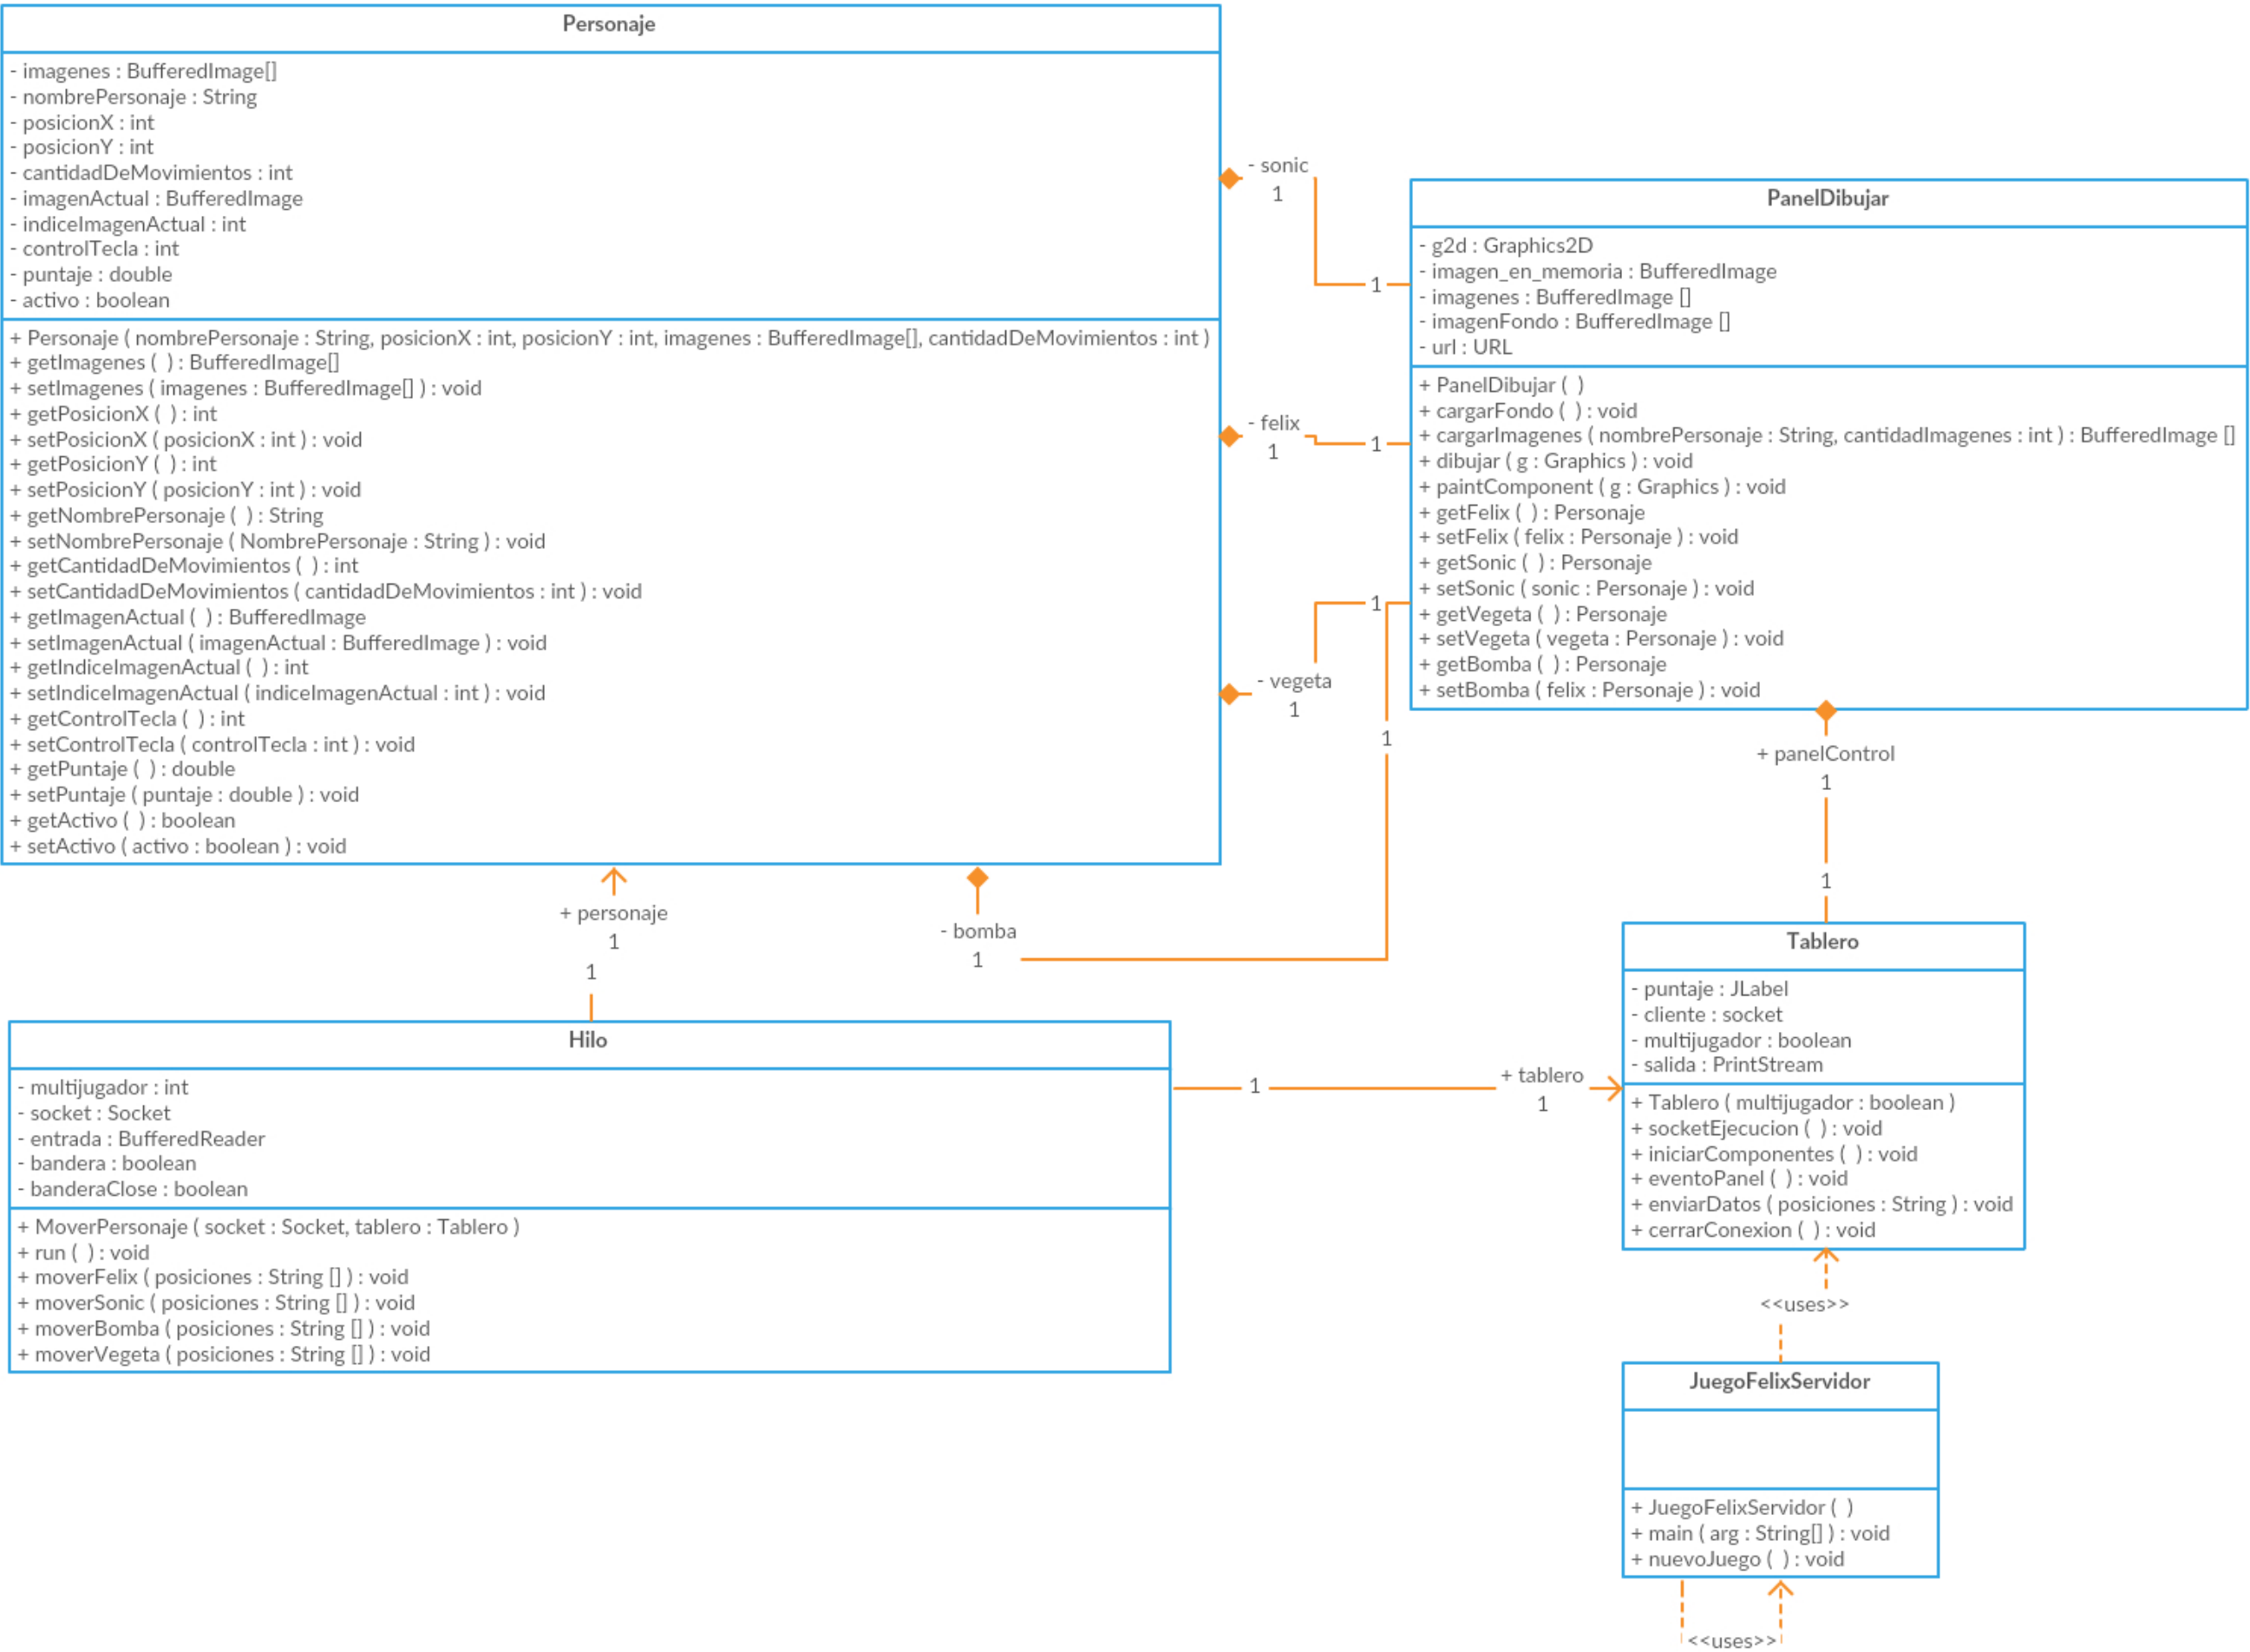 Personaje
- imagenes : BufferedImage[]
- nombrePersonaje : String
- posicionX : int
- posicionY : int
- cantidadDeMovimientos : int
- imagenActual : BufferedImage
- indiceImagenActual : int
- controlTecla : int
- puntaje : double
- activo : boolean
+ Personaje ( nombrePersonaje : String, posicionX : int, posicionY : int, imagenes : BufferedImage[], cantidadDeMovimientos : int )
+ getImagenes ( ) : BufferedImage[]
+ setImagenes ( imagenes : BufferedImage[] ) : void
+ getPosicionX ( ) : int
+ setPosicionX ( posicionX : int ) : void
+ getPosicionY ( ) : int
+ setPosicionY ( posicionY : int ) : void
+ getNombrePersonaje ( ) : String
+ setNombrePersonaje ( NombrePersonaje : String ) : void
+ getCantidadDeMovimientos ( ) : int
+ setCantidadDeMovimientos ( cantidadDeMovimientos : int ) : void
+ getImagenActual ( ) : BufferedImage
+ setImagenActual ( imagenActual : BufferedImage ) : void
+ getIndiceImagenActual ( ) : int
+ setIndiceImagenActual ( indiceImagenActual : int ) : void
+ getControlTecla ( ) : int
+ setControlTecla ( controlTecla : int ) : void
+ getPuntaje ( ) : double
+ setPuntaje ( puntaje : double ) : void
+ getActivo ( ) : boolean
+ setActivo ( activo : boolean ) : void
- sonic
1
1
- felix
1
1
- vegeta
1
1
- bomba
1
1
PanelDibujar
- g2d : Graphics2D
- imagen_en_memoria : BufferedImage
- imagenes : BufferedImage []
- imagenFondo : BufferedImage []
- url : URL
+ PanelDibujar ( )
+ cargarFondo ( ) : void
+ cargarImagenes ( nombrePersonaje : String, cantidadImagenes : int ) : BufferedImage []
+ dibujar ( g : Graphics ) : void
+ paintComponent ( g : Graphics ) : void
+ getFelix ( ) : Personaje
+ setFelix ( felix : Personaje ) : void
+ getSonic ( ) : Personaje
+ setSonic ( sonic : Personaje ) : void
+ getVegeta ( ) : Personaje
+ setVegeta ( vegeta : Personaje ) : void
+ getBomba ( ) : Personaje
+ setBomba ( felix : Personaje ) : void
+ panelControl
1
1
+ personaje
1
1
Hilo
- multijugador : int
- socket : Socket
- entrada : BufferedReader
- bandera : boolean
- banderaClose : boolean
+ MoverPersonaje ( socket : Socket, tablero : Tablero )
+ run ( ) : void
+ moverFelix ( posiciones : String [] ) : void
+ moverSonic ( posiciones : String [] ) : void
+ moverBomba ( posiciones : String [] ) : void
+ moverVegeta ( posiciones : String [] ) : void
1
+ tablero
1
Tablero
- puntaje : JLabel
- cliente : socket
- multijugador : boolean
- salida : PrintStream
+ Tablero ( multijugador : boolean )
+ socketEjecucion ( ) : void
+ iniciarComponentes ( ) : void
+ eventoPanel ( ) : void
+ enviarDatos ( posiciones : String ) : void
+ cerrarConexion ( ) : void
<<uses>>
JuegoFelixServidor
+ JuegoFelixServidor ( )
+ main ( arg : String[] ) : void
+ nuevoJuego ( ) : void
<<uses>>